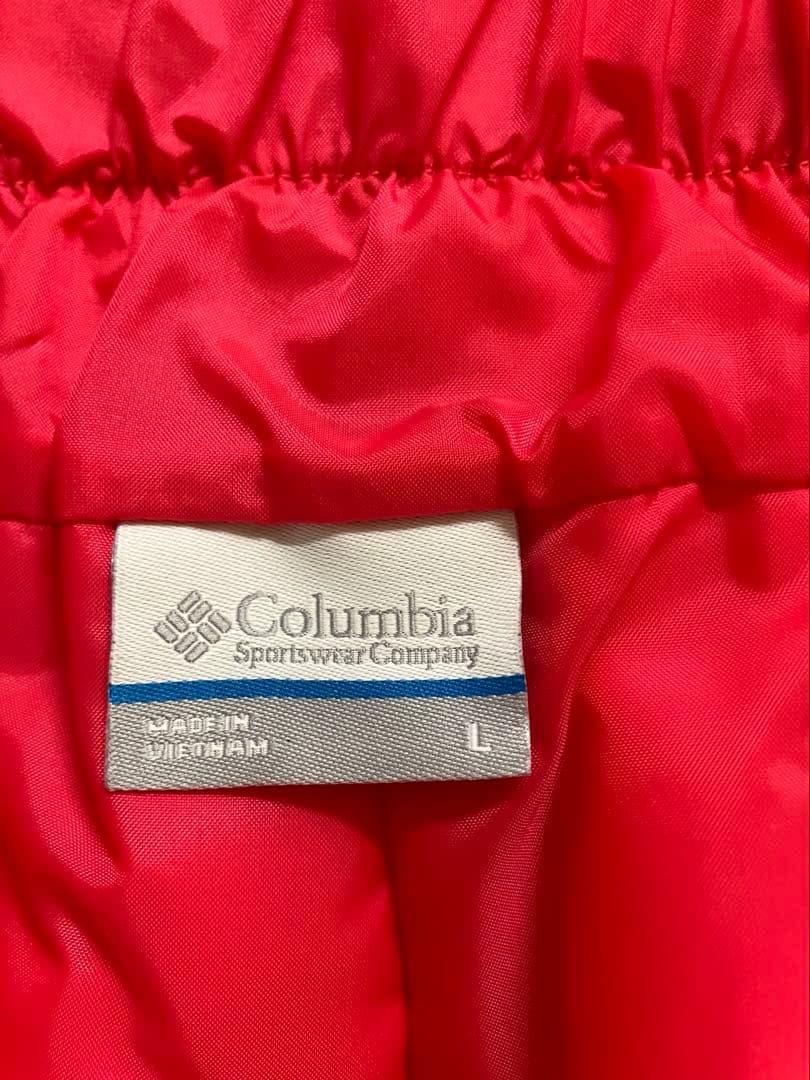 Columbia
Sportswear Company
MADE IN
VIETNAM
L